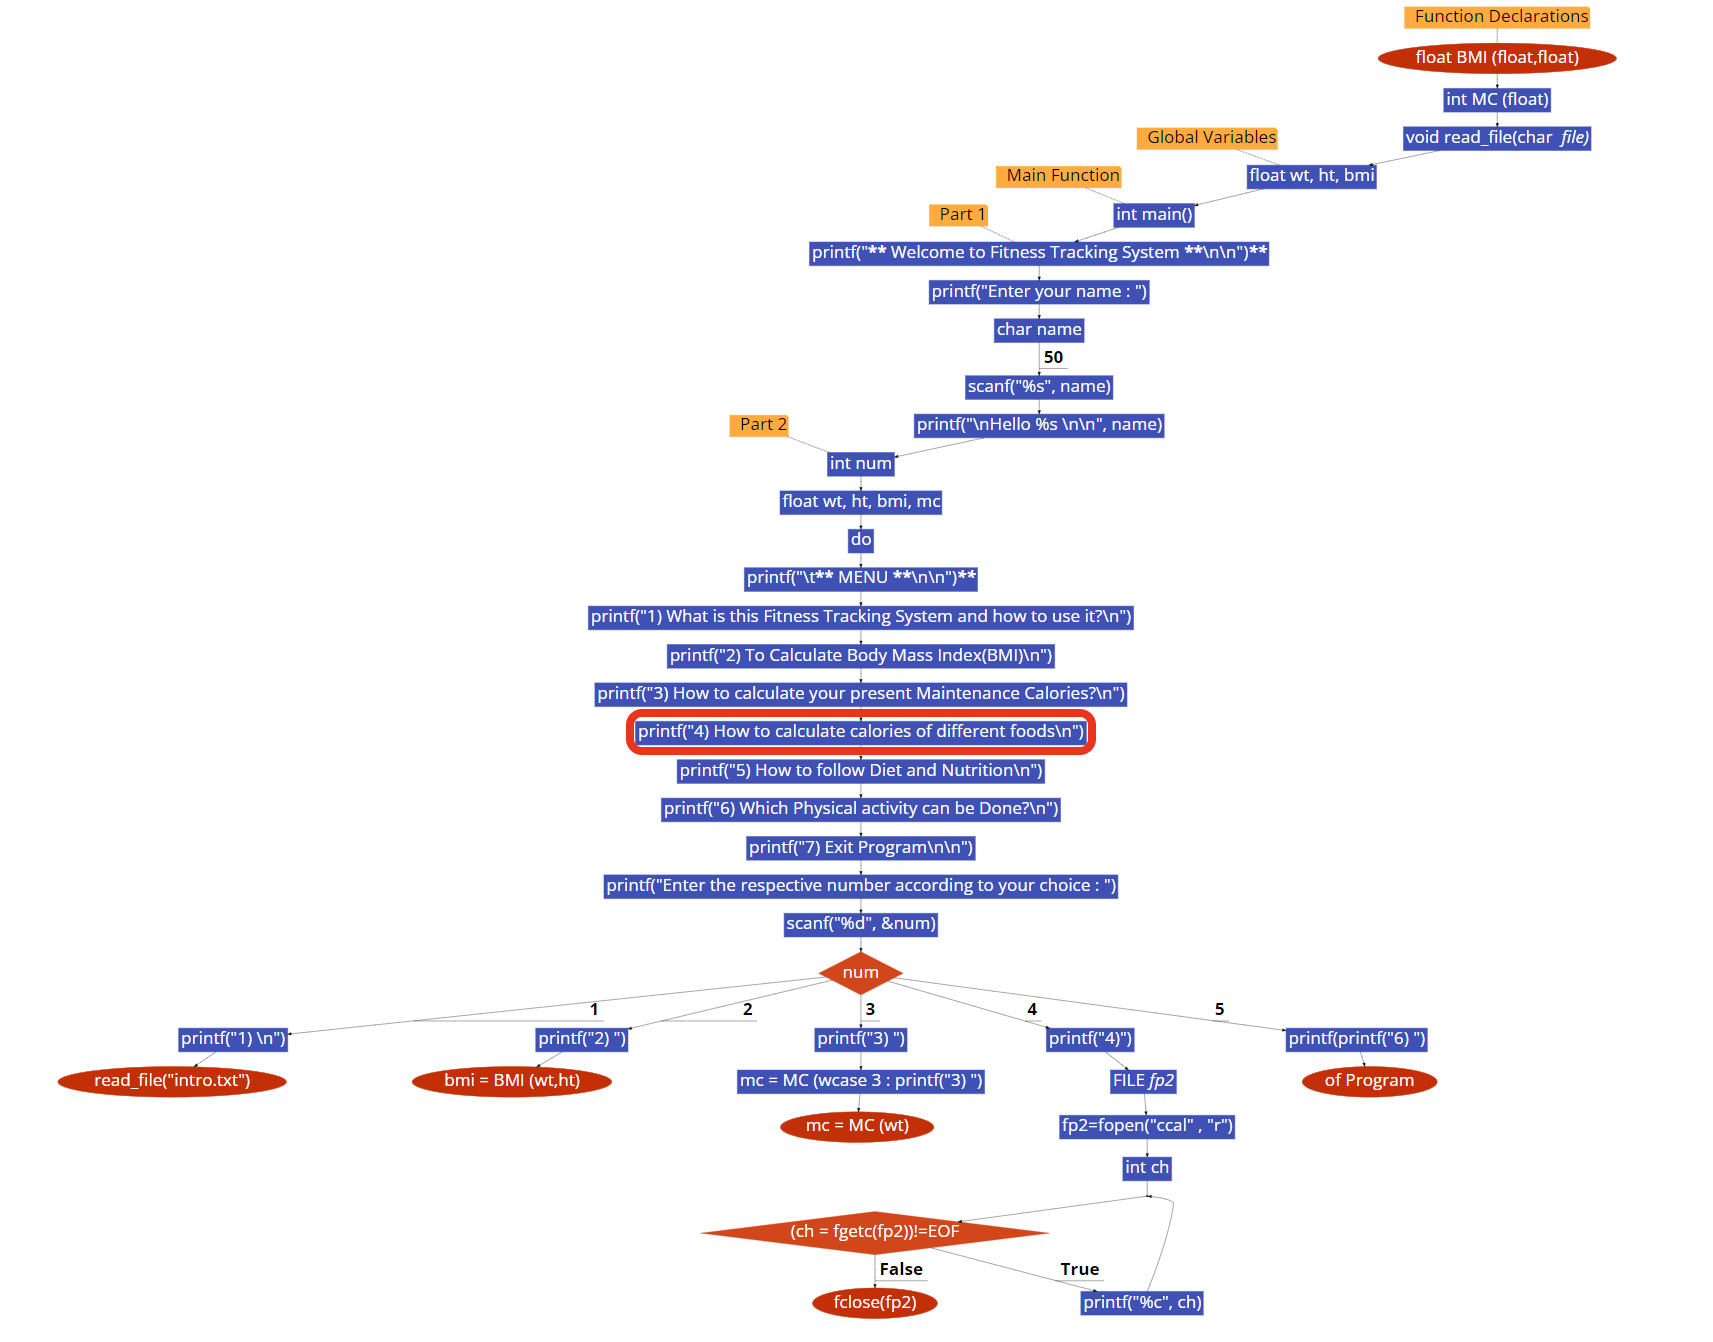 Function Declarations
float BMI (float,float)
int MC (float)
void read_file(char file)
Global Variables
float wt, ht, bmi
Main Function
int main()
Part 1
printf("** Welcome to Fitness Tracking System **\n\n")**
printf("Enter your name : ")
char name
50
scanf("%s", name)
printf("\nHello %s \n\n", name)
Part 2
int num
float wt, ht, bmi, mc
do
printf("\t** MENU **\n\n")**
printf("1) What is this Fitness Tracking System and how to use it?\n")
printf("2) To Calculate Body Mass Index(BMI)\n")
printf("3) How to calculate your present Maintenance Calories?\n")
printf("4) How to calculate calories of different foods\n")
printf("5) How to follow Diet and Nutrition\n")
printf("6) Which Physical activity can be Done?\n")
printf("7) Exit Program\n\n")
printf("Enter the respective number according to your choice : ")
scanf("%d", &num)
num
1
2
3
4
5
printf("1) \n")
printf("2) ")
printf("3) ")
printf("4)")
printf(printf("6) ")
read_file("intro.txt")
bmi = BMI (wt,ht)
mc = MC (wcase 3 : printf("3) ")
FILE fp2
of Program
mc = MC (wt)
fp2=fopen("ccal" , "r")
int ch
(ch = fgetc(fp2))!=EOF
False
True
fclose(fp2)
printf("%c", ch)